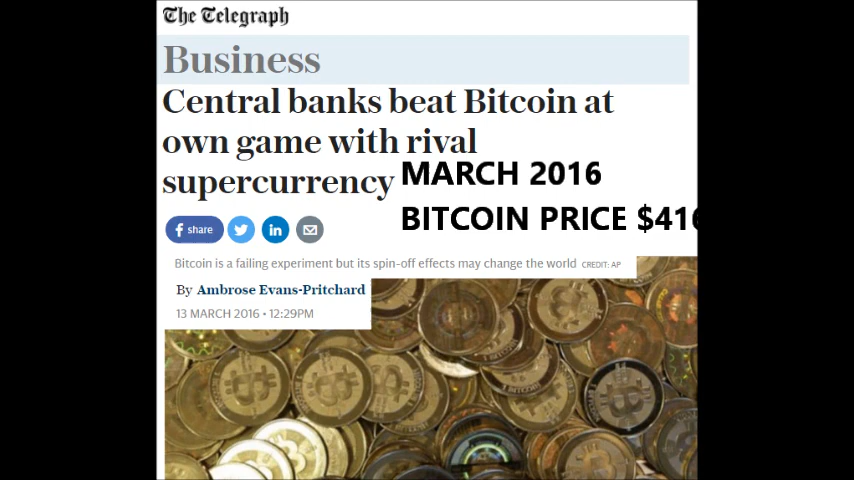 The Telegraph
Business
Central banks beat Bitcoin at
own game with rival
supercurrency
MARCH 2016
BITCOIN PRICE $416
share
Bitcoin is a failing experiment but its spin-off effects may change the world CREDIT: AP
By Ambrose Evans-Pritchard
13 MARCH 2016 • 12:29PM